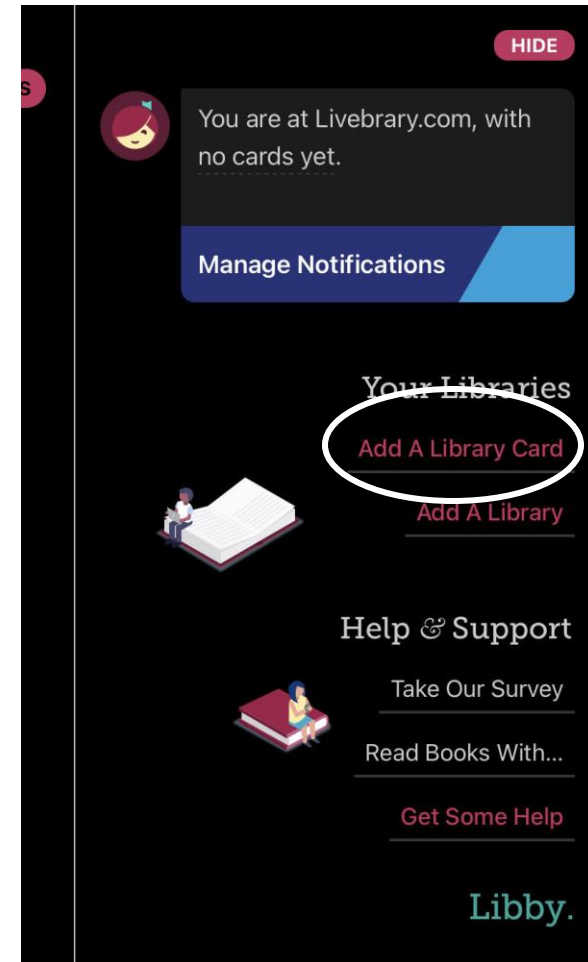 HIDE
S
You are at Livebrary.com, with
no cards yet.
Manage Notifications
Your Libraries
Add A Library Card
Add A Library
Help & Support
Take Our Survey
Read Books With...
Get Some Help
Libby.